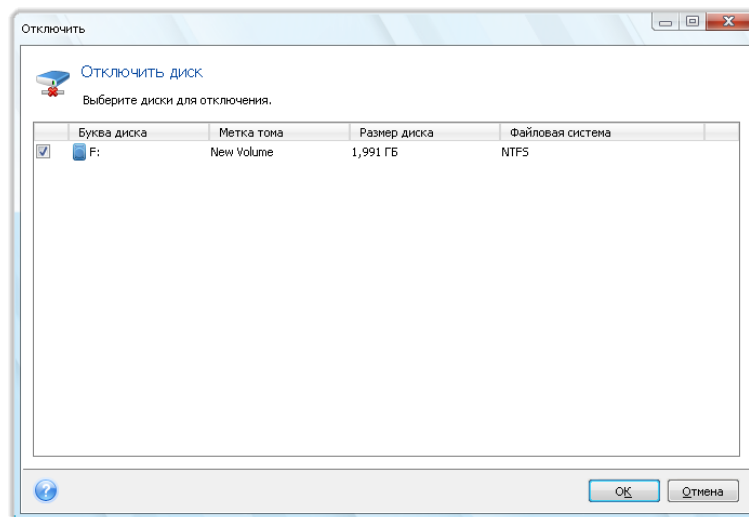 Отключить
Отключить диск
Выберите диски для отключения.
Буква диска Метка тома Размер диска Файловая система
F: New Volume 1,991 ГБ NTFS
?
OK Отмена